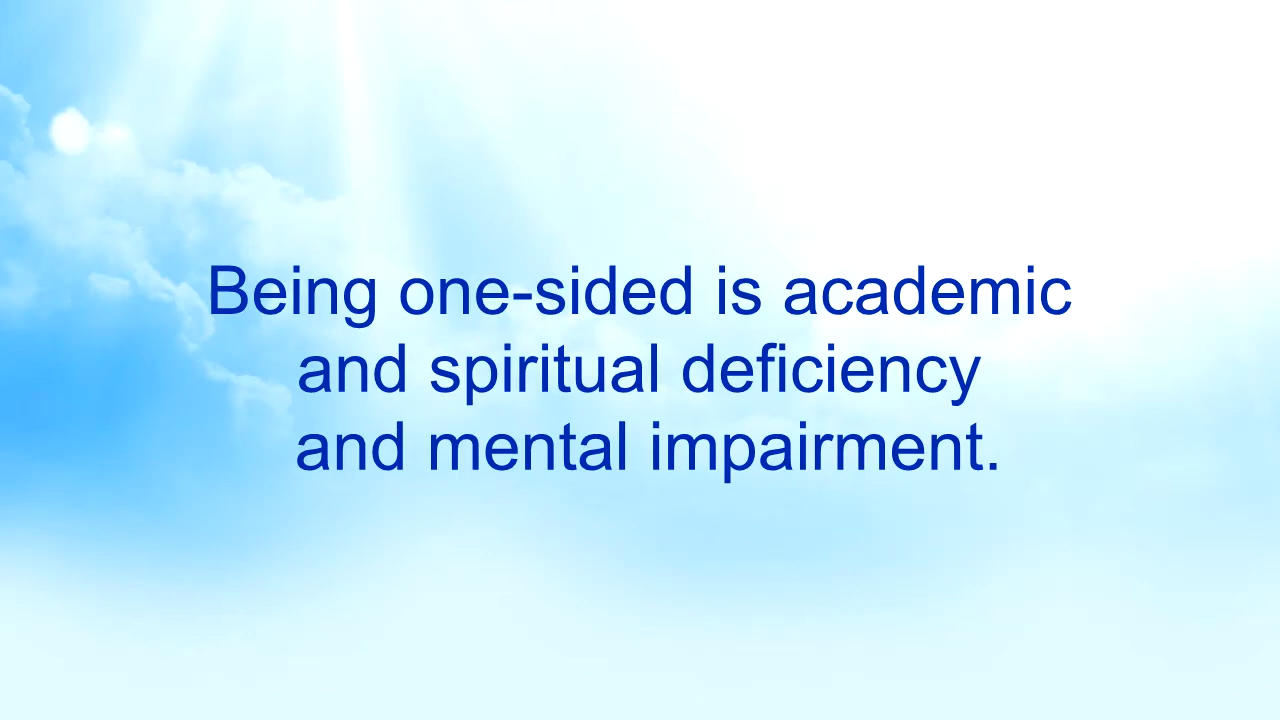 Being one-sided is academic
and spiritual deficiency
and mental impairment.